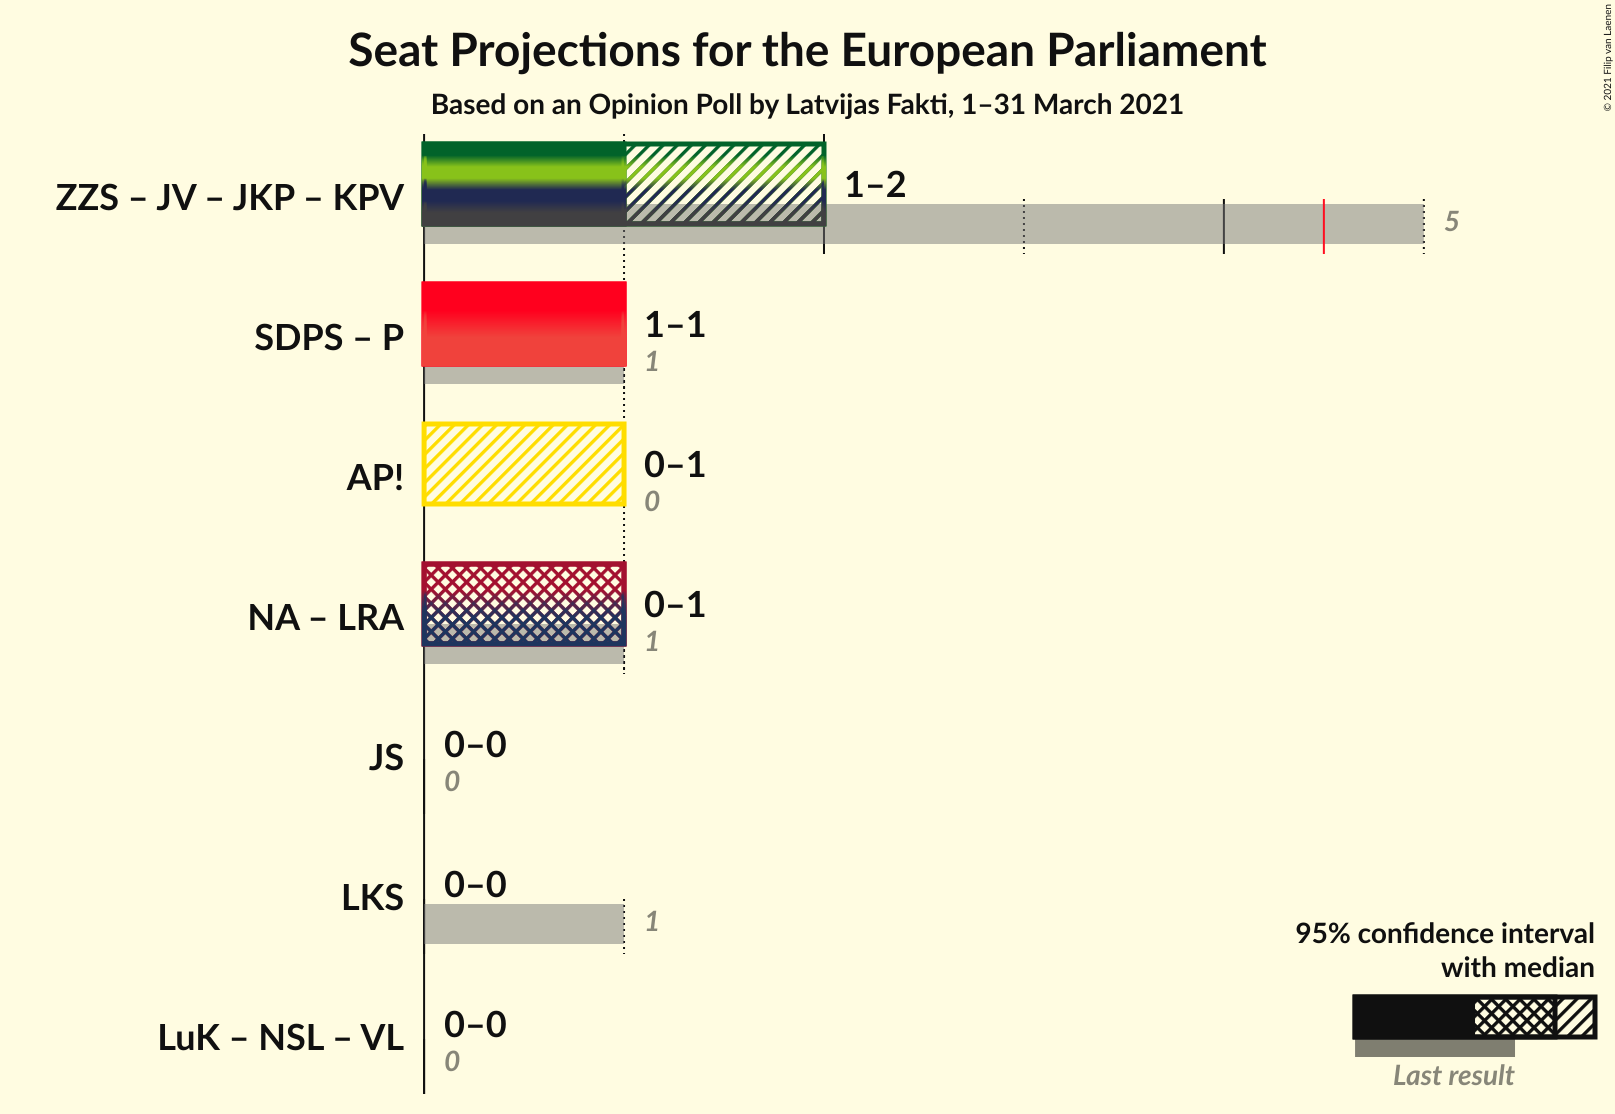 Seat Projections for the European Parliament
Based on an Opinion Poll by Latvijas Fakti, 1–31 March 2021
© 2021 Filip van Laenen
ZZS – JV – JKP – KPV
1–2
5
SDPS – P
1–1
1
AP!
0–1
0
NA – LRA
0–1
1
JS
0–0
0
LKS
0–0
1
LuK – NSL – VL
0–0
0
95% confidence interval
with median
Last result